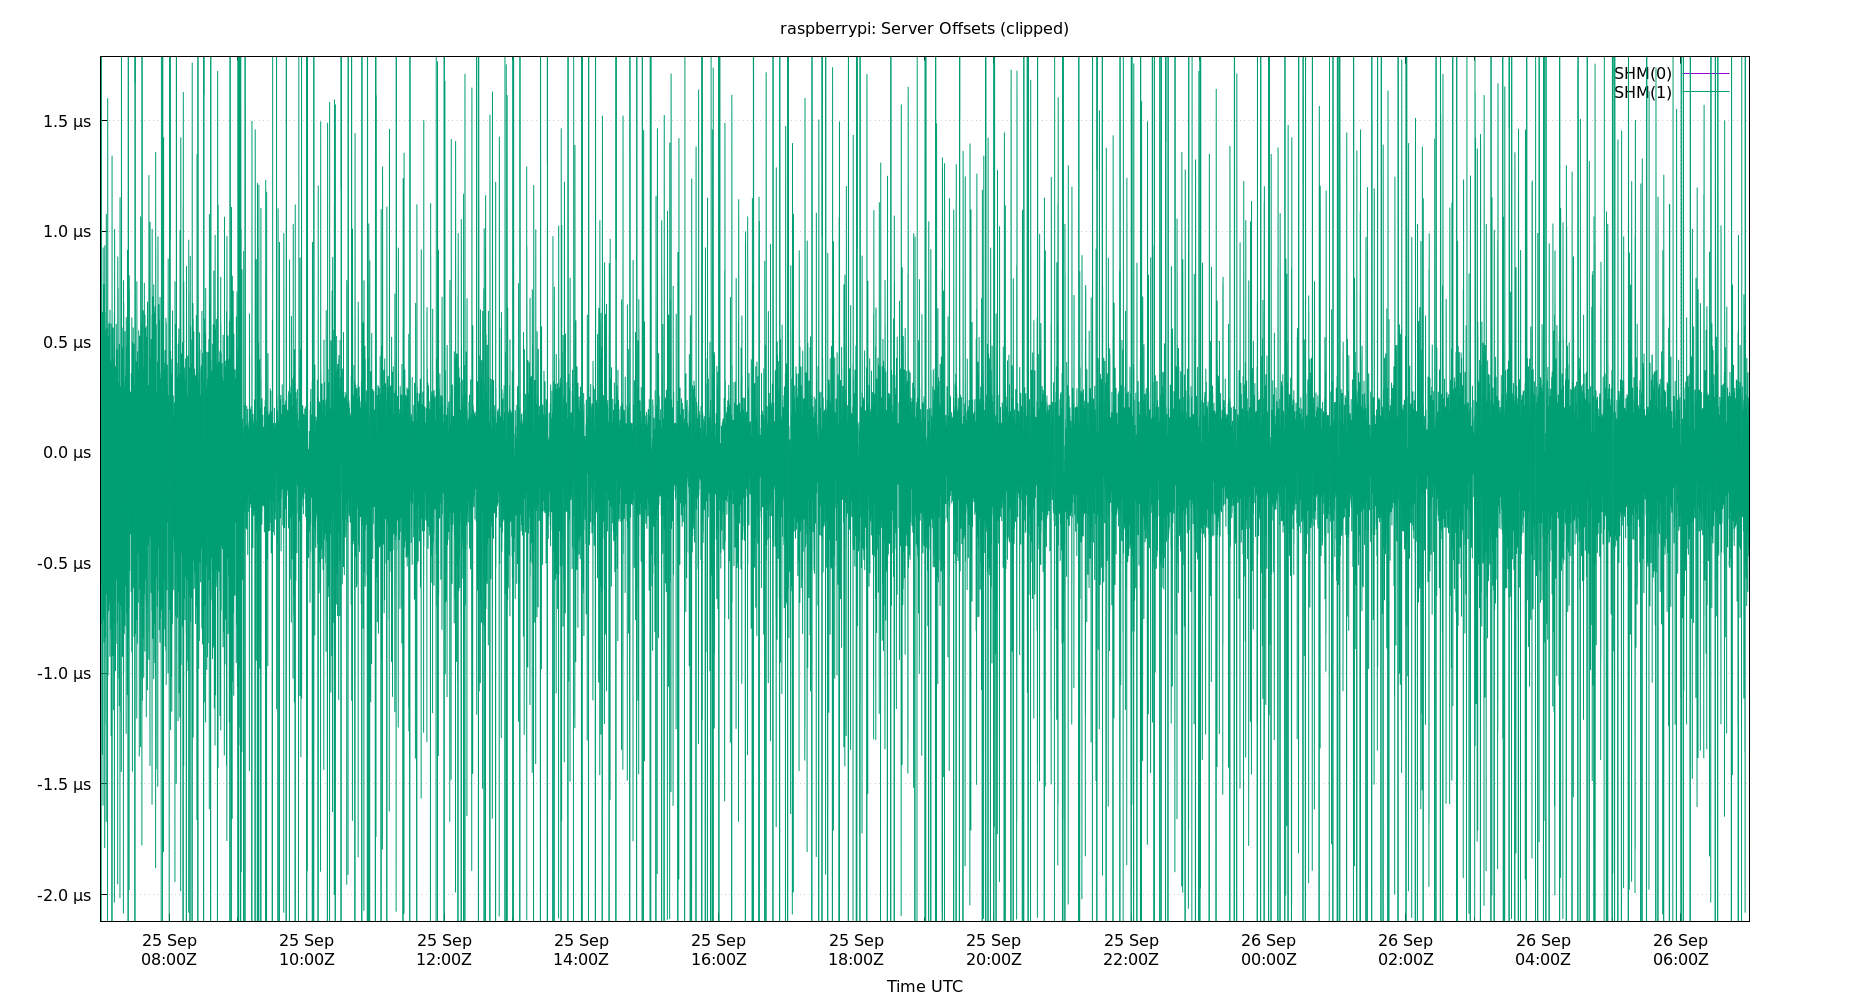 raspberrypi: Server Offsets (clipped)
SHM(0)
SHM(1)
1.5 µs
1.0 µs
0.5 µs
0.0 µs
-0.5 µs
-1.0 µs
-1.5 µs
-2.0 µs
25 Sep 25 Sep 25 Sep 25 Sep 25 Sep 25 Sep 25 Sep 25 Sep 26 Sep 26 Sep 26 Sep 26 Sep
08:00Z 10:00Z 12:00Z 14:00Z 16:00Z 18:00Z 20:00Z 22:00Z 00:00Z 02:00Z 04:00Z 06:00Z
Time UTC